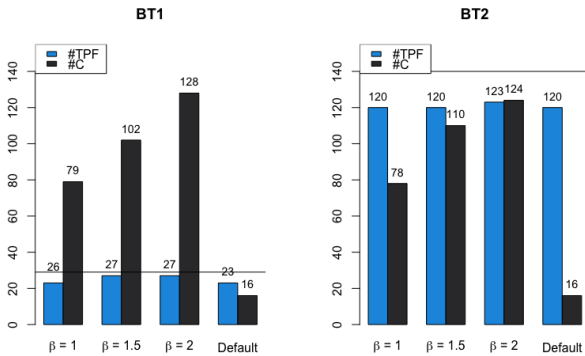 BT1
#TPF
#C
140
120
100
80
60
40
20
0
26
79
27
102
27
128
23
16
β = 1
β = 1.5
β = 2
Default
BT2
#TPF
#C
140
120
100
80
60
40
20
0
120
78
120
110
123
124
120
16
β = 1
β = 1.5
β = 2
Default